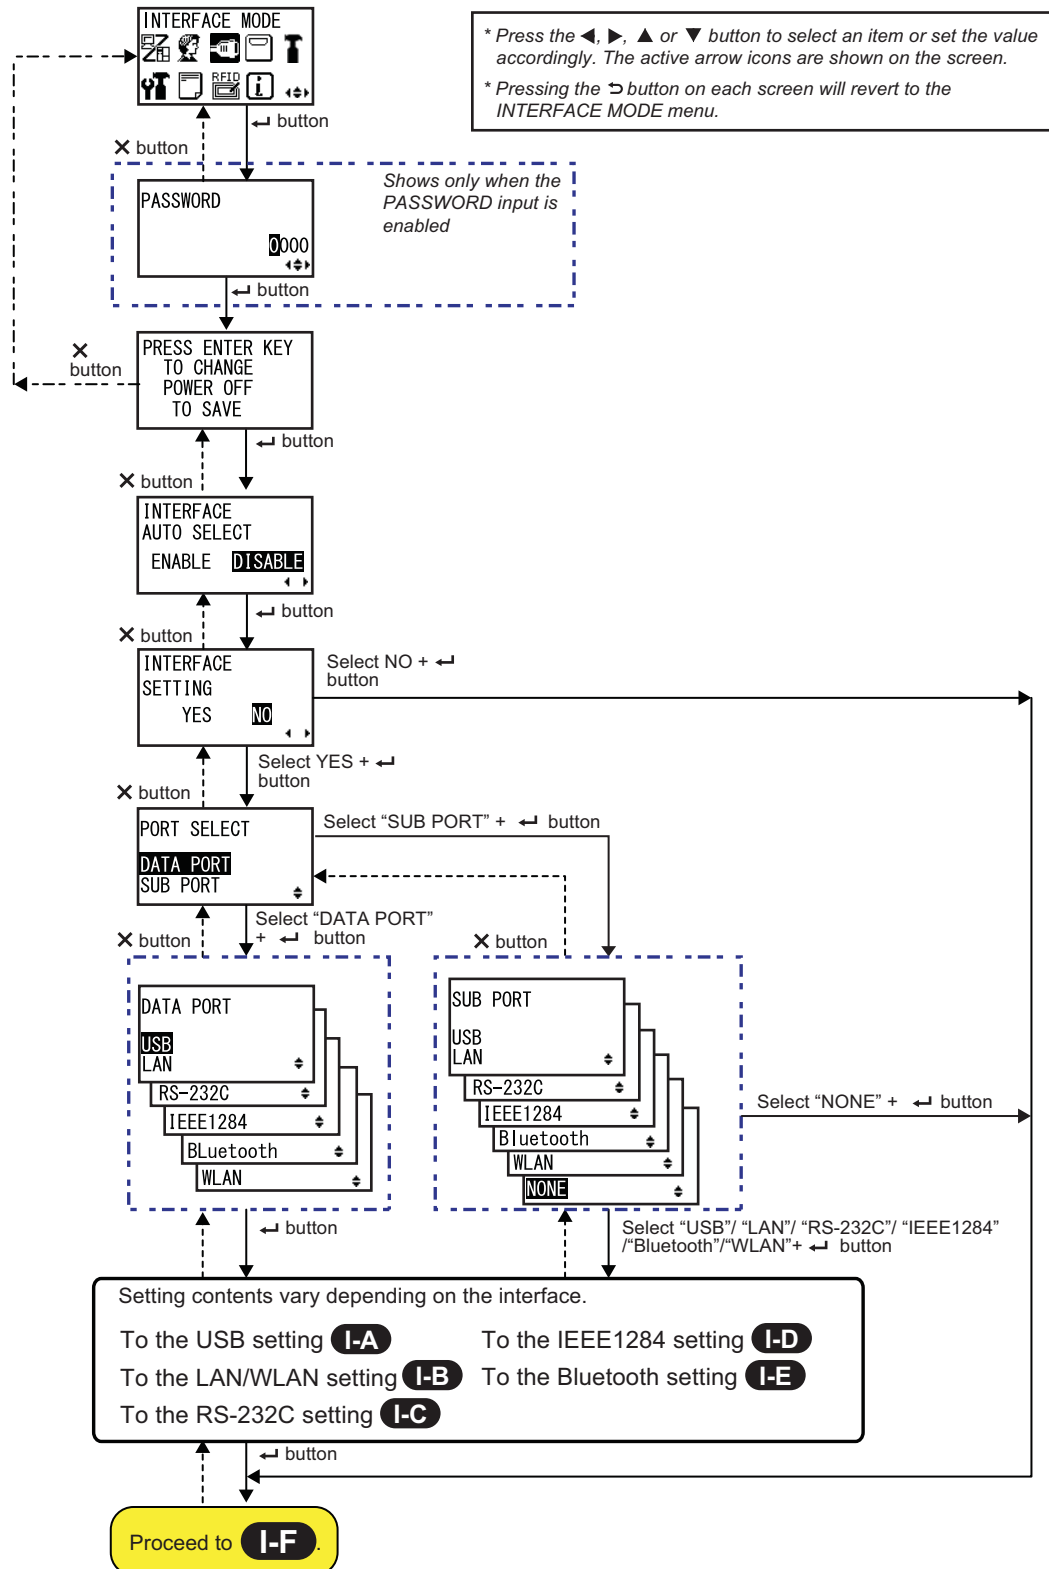 INTERFACE MODE
RFID
* Press the ◀, ▶, ▲ or ▼ button to select an item or set the value
accordingly. The active arrow icons are shown on the screen.
* Pressing the ⮌ button on each screen will revert to the
INTERFACE MODE menu.
↵ button
✕ button
Shows only when the
PASSWORD input is
enabled
PASSWORD
0000
↵ button
PRESS ENTER KEY
TO CHANGE
POWER OFF
TO SAVE
✕
button
↵ button
✕ button
INTERFACE
AUTO SELECT
ENABLE DISABLE
↵ button
✕ button
INTERFACE
SETTING
YES NO
Select NO + ↵
button
Select YES + ↵
button
✕ button
PORT SELECT
DATA PORT
SUB PORT
Select “SUB PORT” + ↵ button
Select “DATA PORT”
+ ↵ button
✕ button
✕ button
DATA PORT
USB
LAN
RS-232C
IEEE1284
BLuetooth
WLAN
SUB PORT
USB
LAN
RS-232C
IEEE1284
Bluetooth
WLAN
NONE
Select “NONE” + ↵ button
↵ button
Select “USB”/ “LAN”/ “RS-232C”/ “IEEE1284”
/“Bluetooth”/“WLAN”+ ↵ button
Setting contents vary depending on the interface.
To the USB setting I-A
To the IEEE1284 setting I-D
To the LAN/WLAN setting I-B
To the Bluetooth setting I-E
To the RS-232C setting I-C
↵ button
Proceed to I-F.